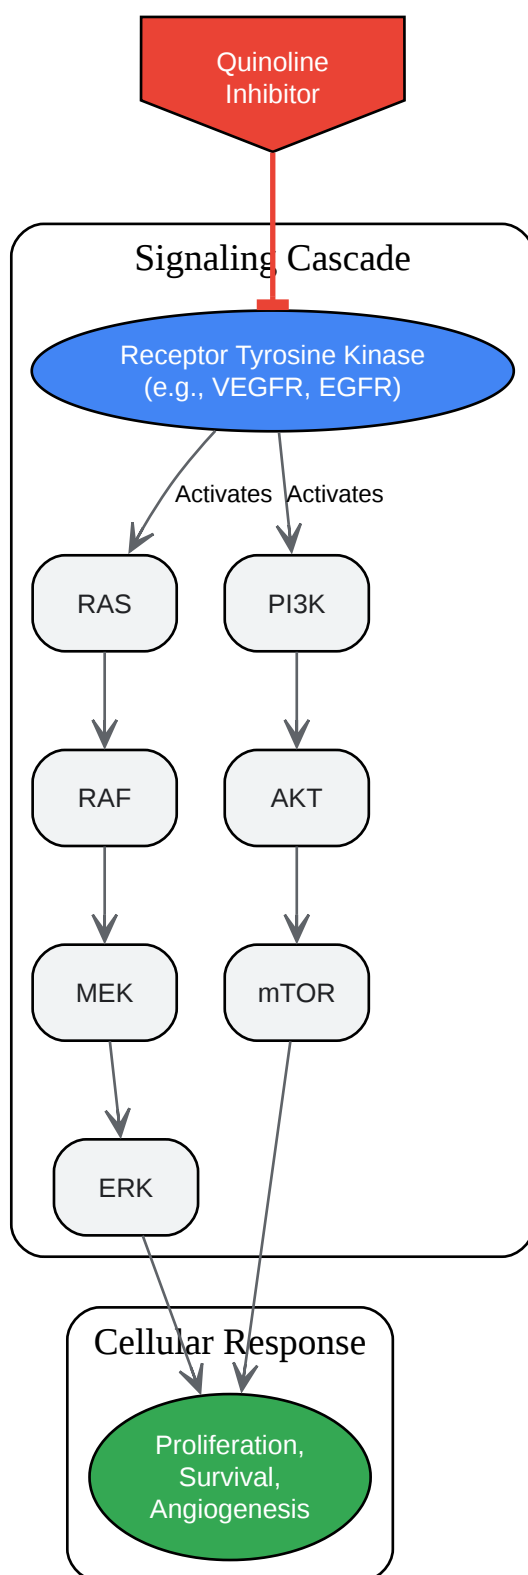 Quinoline
Inhibitor
Signaling Cascade
Receptor Tyrosine Kinase
(e.g., VEGFR, EGFR)
Activates
Activates
RAS
PI3K
RAF
AKT
MEK
mTOR
ERK
Cellular Response
Proliferation,
Survival,
Angiogenesis